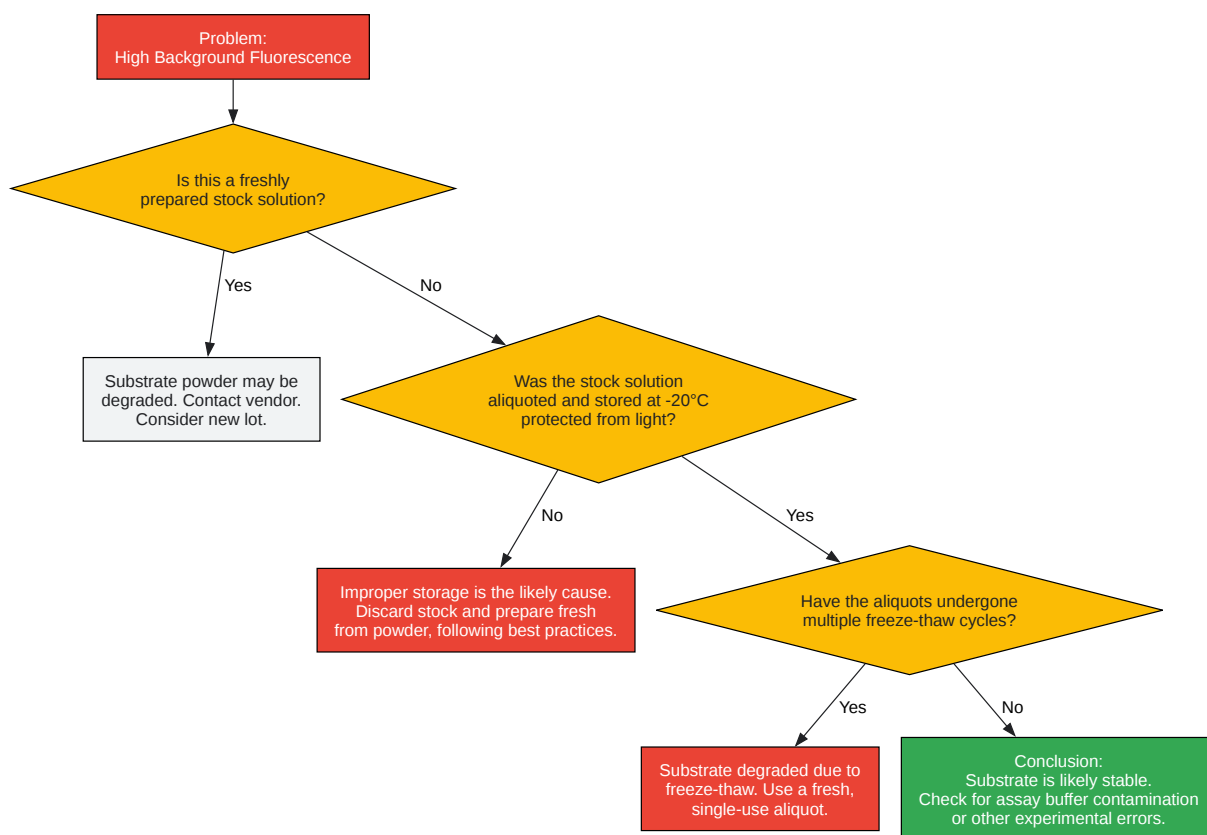 Problem:
High Background Fluorescence
Is this a freshly
prepared stock solution?
Yes
No
Substrate powder may be
degraded. Contact vendor.
Consider new lot.
Was the stock solution
aliquoted and stored at -20°C
protected from light?
No
Yes
Improper storage is the likely cause.
Discard stock and prepare fresh
from powder, following best practices.
Have the aliquots undergone
multiple freeze-thaw cycles?
Yes
No
Substrate degraded due to
freeze-thaw. Use a fresh,
single-use aliquot.
Conclusion:
Substrate is likely stable.
Check for assay buffer contamination
or other experimental errors.